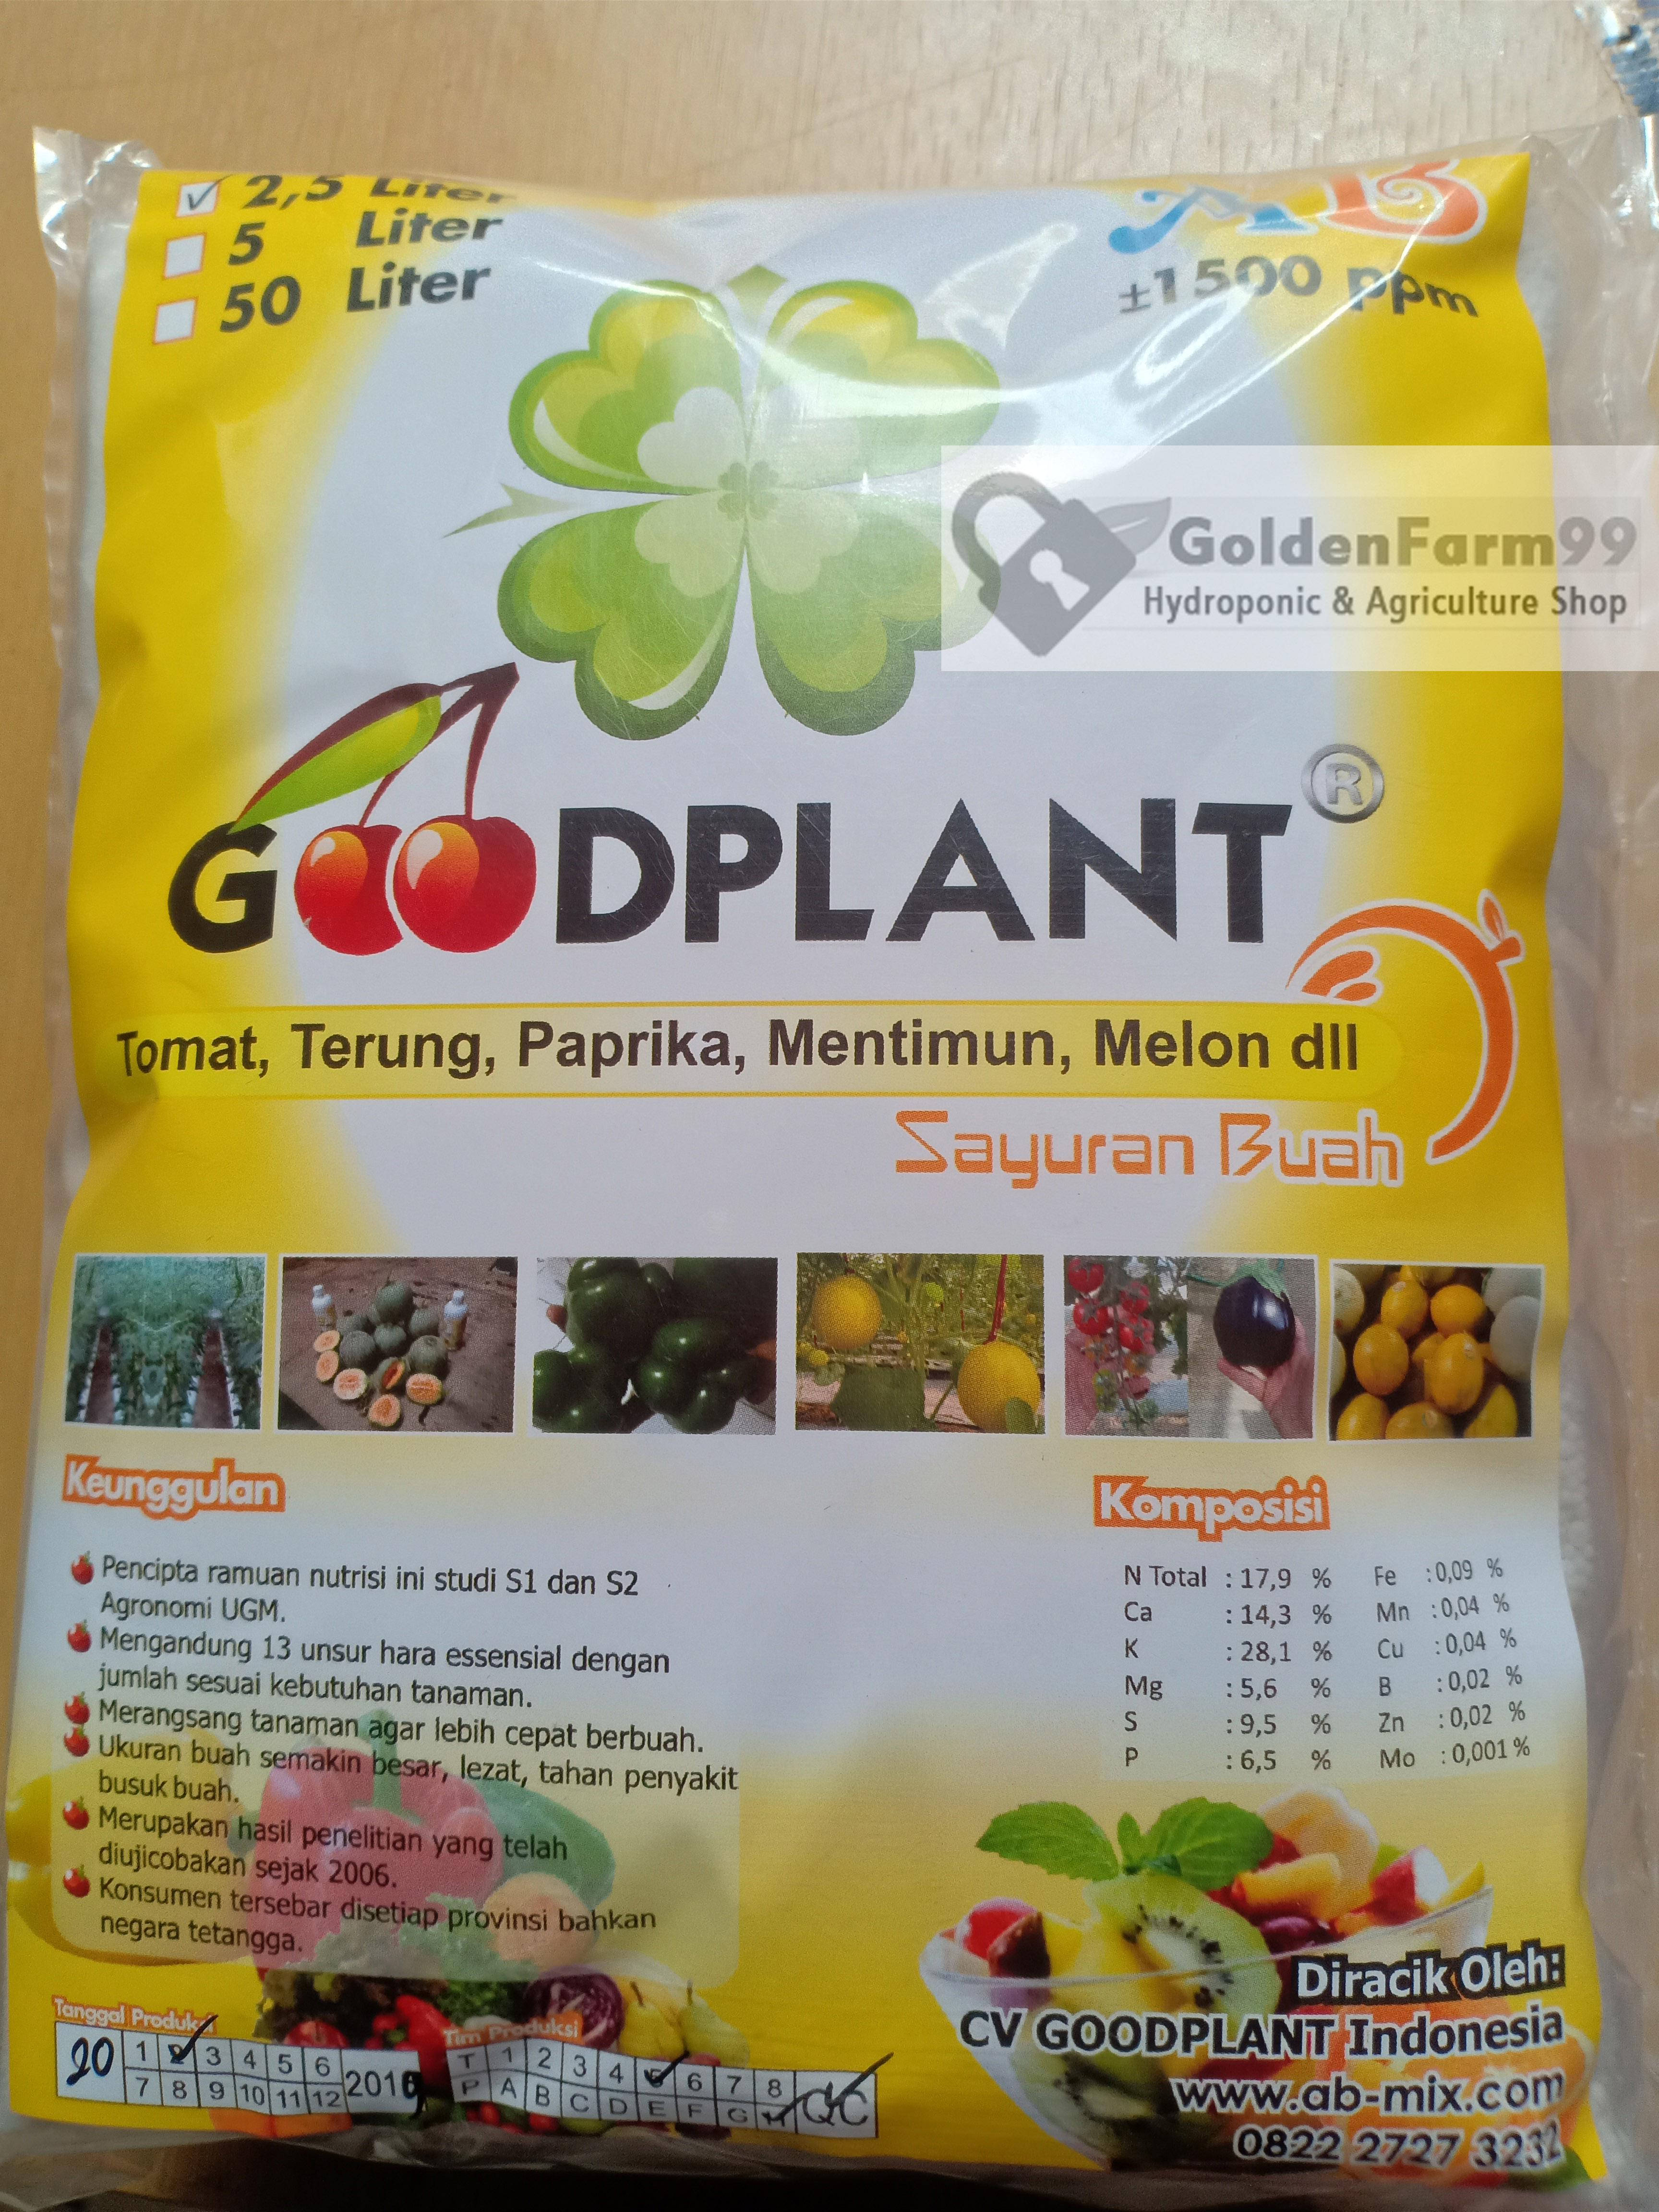 2,5 Liter
5 Liter
50 Liter
AB
±1500 ppm
GoldenFarm99
Hydroponic & Agriculture Shop
GOODPLANT®
Tomat, Terung, Paprika, Mentimun, Melon dll
Sayuran Buah
Keunggulan
Pencipta ramuan nutrisi ini studi S1 dan S2
Agronomi UGM.
Mengandung 13 unsur hara essensial dengan
jumlah sesuai kebutuhan tanaman.
Merangsang tanaman agar lebih cepat berbuah.
Ukuran buah semakin besar, lezat, tahan penyakit
busuk buah.
Merupakan hasil penelitian yang telah
diujicobakan sejak 2006.
Konsumen tersebar disetiap provinsi bahkan
negara tetangga.
Komposisi
N Total : 17,9 % Fe : 0,09 %
Ca : 14,3 % Mn : 0,04 %
K : 28,1 % Cu : 0,04 %
Mg : 5,6 % B : 0,02 %
S : 9,5 % Zn : 0,02 %
P : 6,5 % Mo : 0,001 %
Tanggal Produksi
20 1 2 3 4 5 6
7 8 9 10 11 12
Tim Produksi
T 1 2 3 4 5 6 7 8
P A B C D E F G H
QC
Diracik Oleh:
CV GOODPLANT Indonesia
www.ab-mix.com
0822 2727 3232